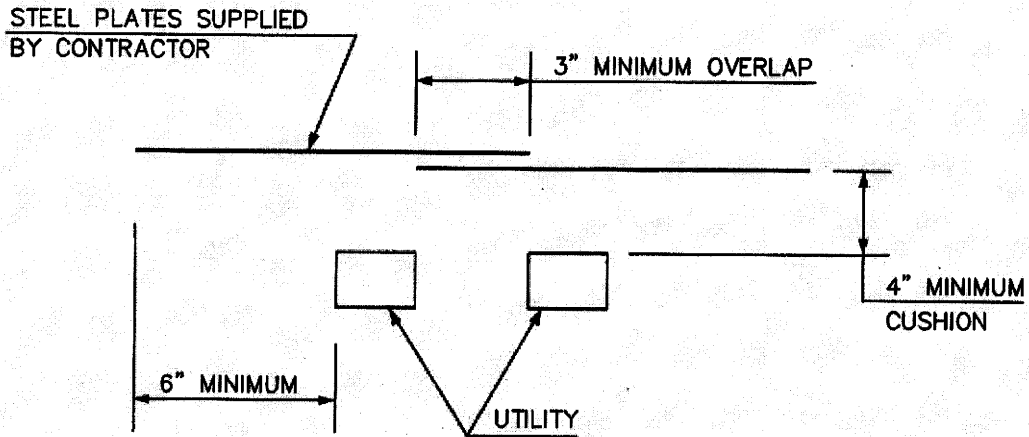 STEEL PLATES SUPPLIED
BY CONTRACTOR
3" MINIMUM OVERLAP
4" MINIMUM
CUSHION
6" MINIMUM
UTILITY